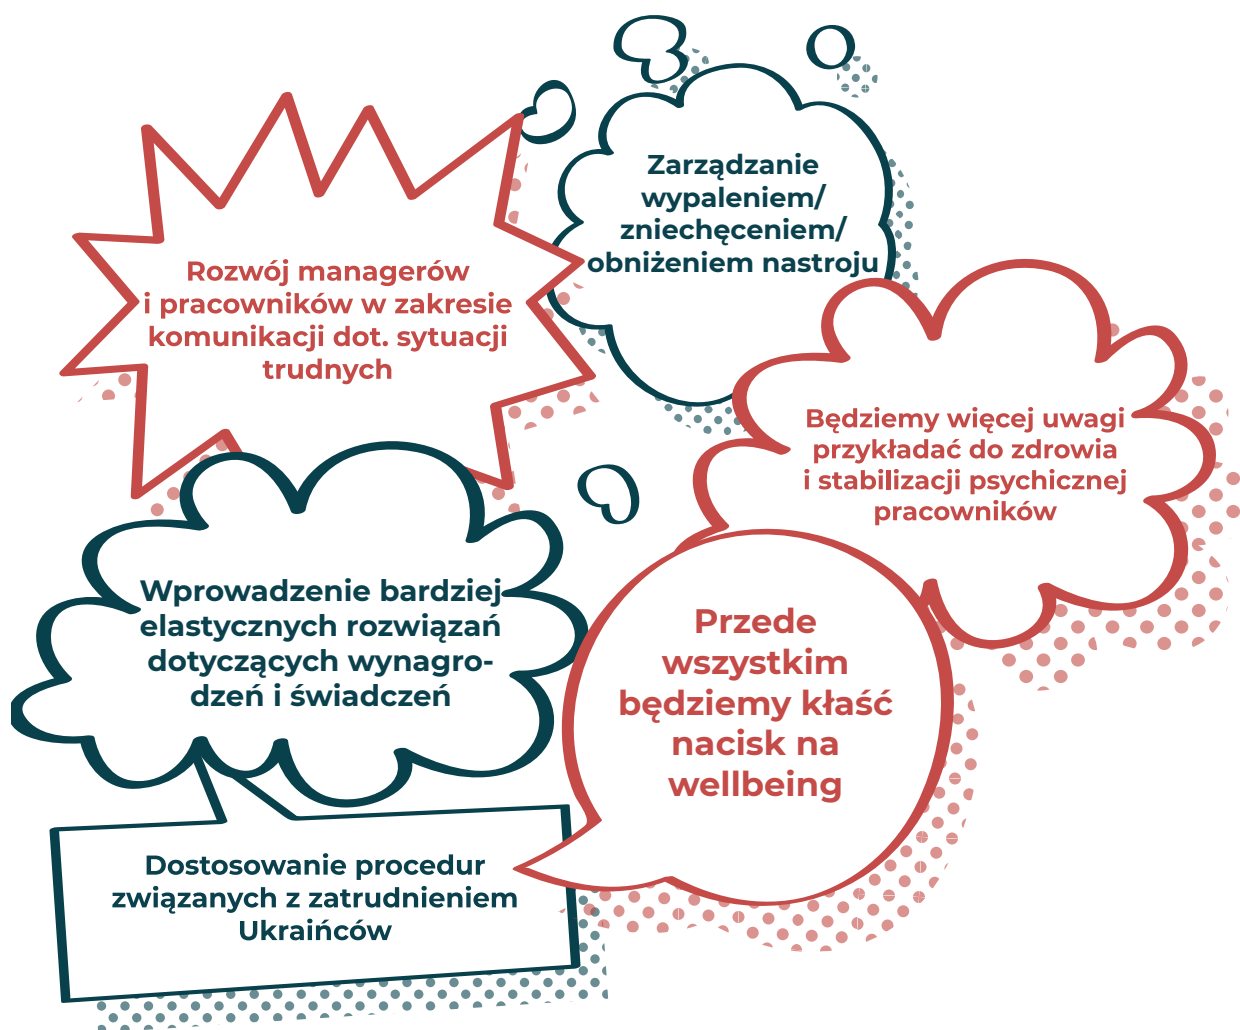 Zarządzanie
wypaleniem/
zniechęceniem/
obniżeniem nastroju
Rozwój managerów
i pracowników w zakresie
komunikacji dot. sytuacji
trudnych
Będziemy więcej uwagi
przykładać do zdrowia
i stabilizacji psychicznej
pracowników
Wprowadzenie bardziej
elastycznych rozwiązań
dotyczących wynagro-
dzeń i świadczeń
Przede
wszystkim
będziemy kłaść
nacisk na
wellbeing
Dostosowanie procedur
związanych z zatrudnieniem
Ukraińców